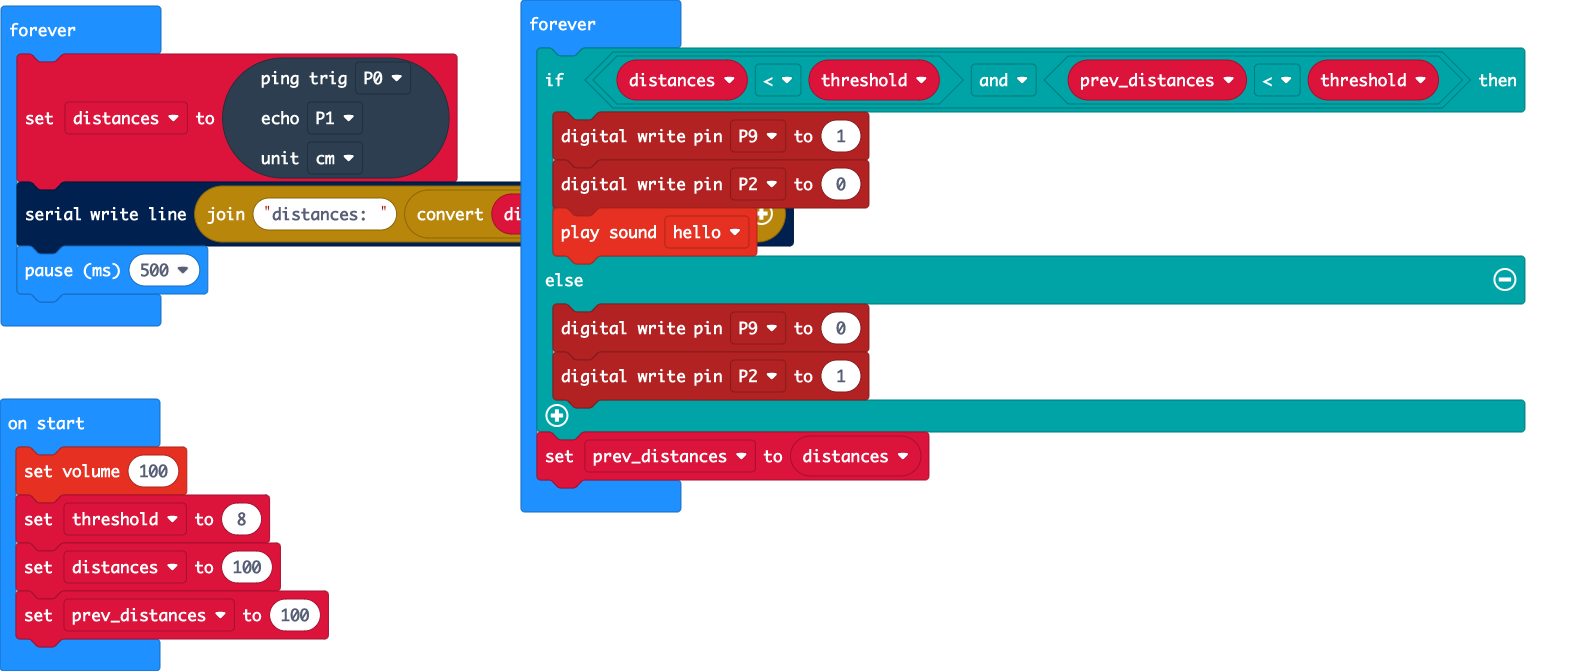 forever
set distances to ping trig P0
echo P1
unit cm
serial write line join "distances: " convert
pause (ms) 500
on start
set volume 100
set threshold to 8
set distances to 100
set prev_distances to 100
forever
if distances < threshold and prev_distances < threshold then
digital write pin P9 to 1
digital write pin P2 to 0
play sound hello
else
digital write pin P9 to 0
digital write pin P2 to 1
set prev_distances to distances